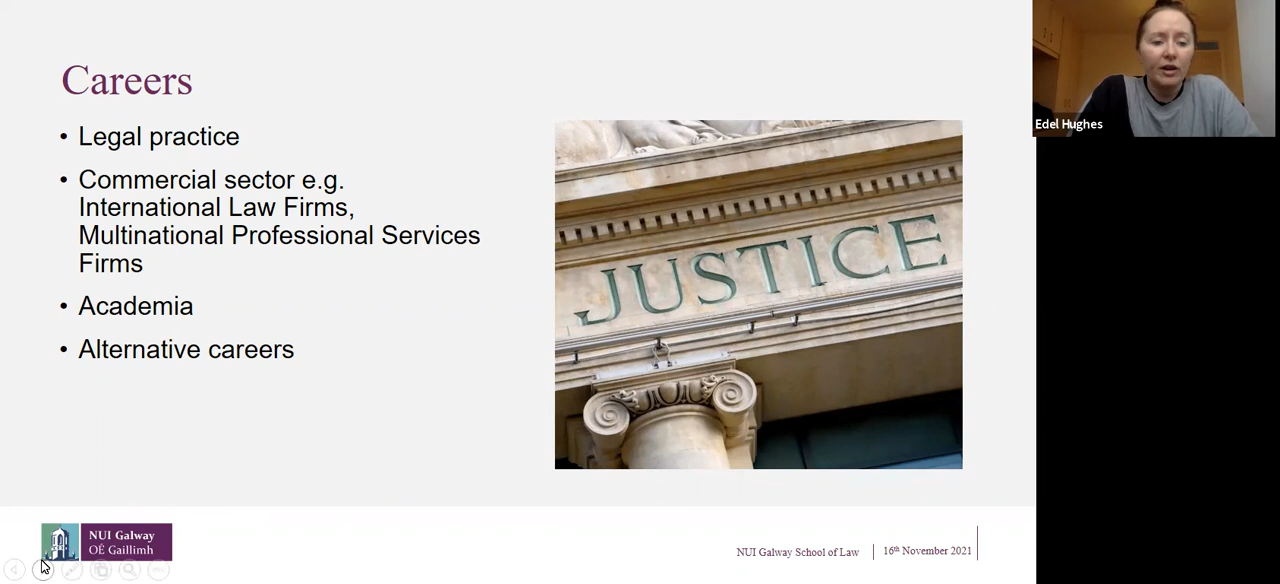 Careers
• Legal practice
• Commercial sector e.g.
International Law Firms,
Multinational Professional Services
Firms
• Academia
• Alternative careers
JUSTICE
Edel Hughes
NUI Galway
OÉ Gaillimh
NUI Galway School of Law
16th November 2021